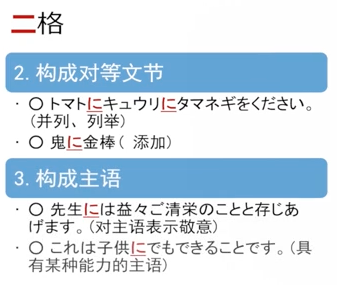 二格
2. 构成对等文节
· 〇 トマトにキュウリにタマネギをください。
(并列、列举)
· 〇 鬼に金棒( 添加)
3. 构成主语
· 〇 先生には益々ご清栄のことと存じあ
げます。(对主语表示敬意)
· 〇 これは子供にでもできることです。(具
有某种能力的主语)